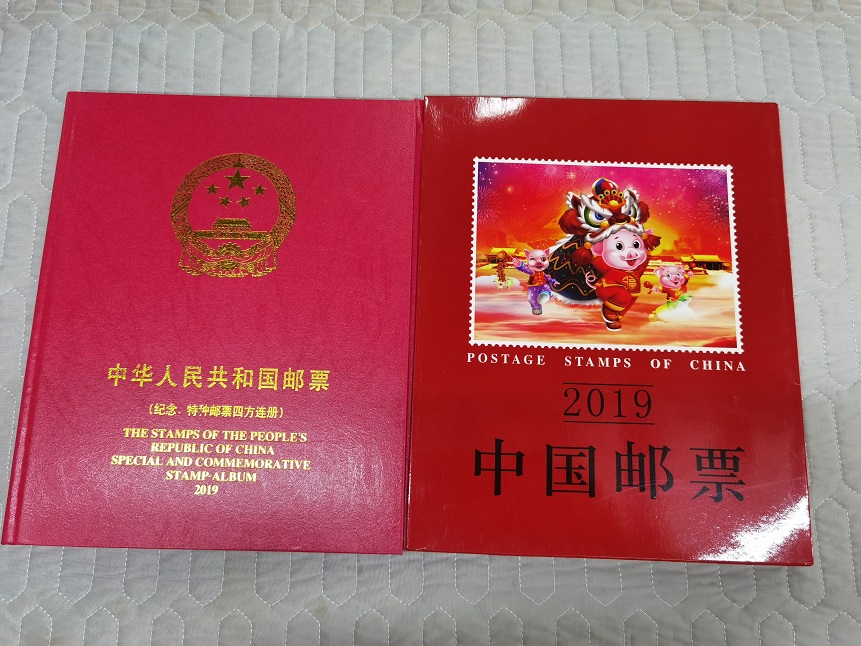 中华人民共和国邮票
(纪念、特种邮票四方连册)
THE STAMPS OF THE PEOPLE'S
REPUBLIC OF CHINA
SPECIAL AND COMMEMORATIVE
STAMP-ALBUM
2019
POSTAGE STAMPS OF CHINA
2019
中国邮票